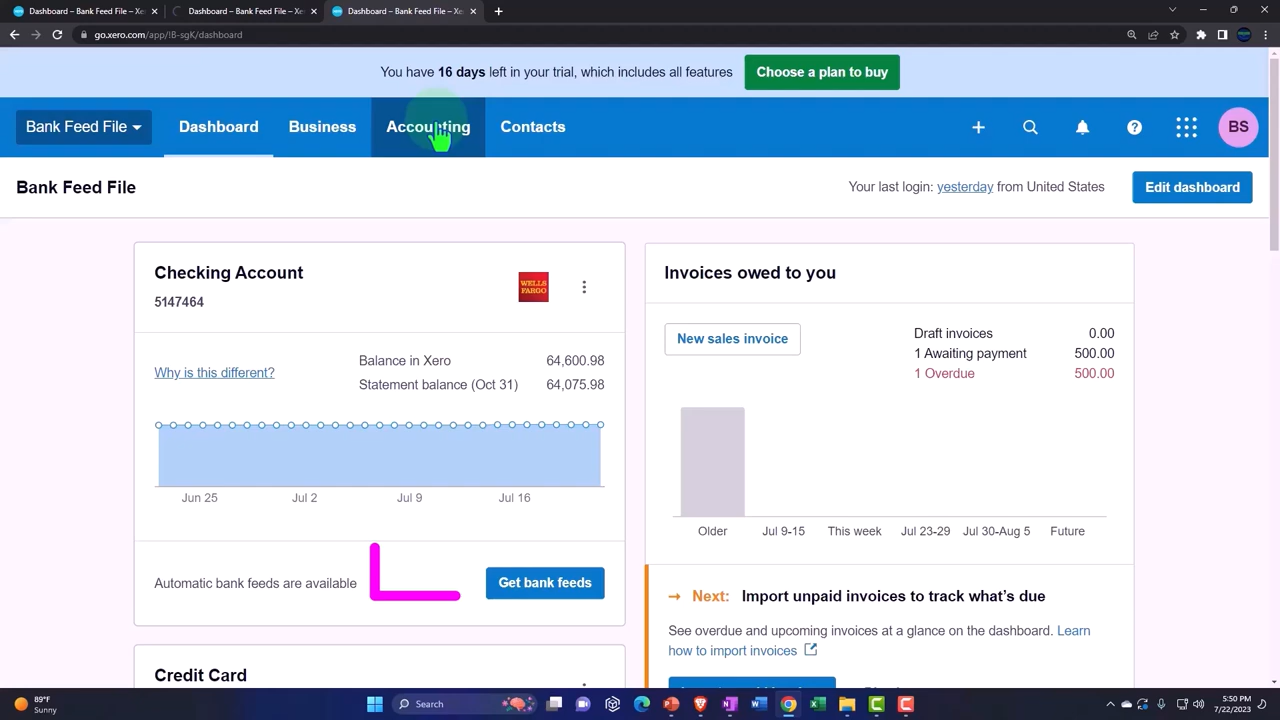 Dashboard – Bank Feed File – Xe
Dashboard – Bank Feed File – Xe
Dashboard – Bank Feed File – Xe
go.xero.com/app/!8-sgK/dashboard
You have 16 days left in your trial, which includes all features
Choose a plan to buy
Bank Feed File
Dashboard
Business
Accounting
Contacts
BS
Bank Feed File
Your last login: yesterday from United States
Edit dashboard
Checking Account
5147464
WELLS
FARGO
Why is this different?
Balance in Xero 64,600.98
Statement balance (Oct 31) 64,075.98
Jun 25 Jul 2 Jul 9 Jul 16
Automatic bank feeds are available
Get bank feeds
Credit Card
Invoices owed to you
New sales invoice
Draft invoices 0.00
1 Awaiting payment 500.00
1 Overdue 500.00
Older Jul 9-15 This week Jul 23-29 Jul 30-Aug 5 Future
→ Next: Import unpaid invoices to track what's due
See overdue and upcoming invoices at a glance on the dashboard. Learn
how to import invoices
89°F
Sunny
Search
5:50 PM
7/22/2023